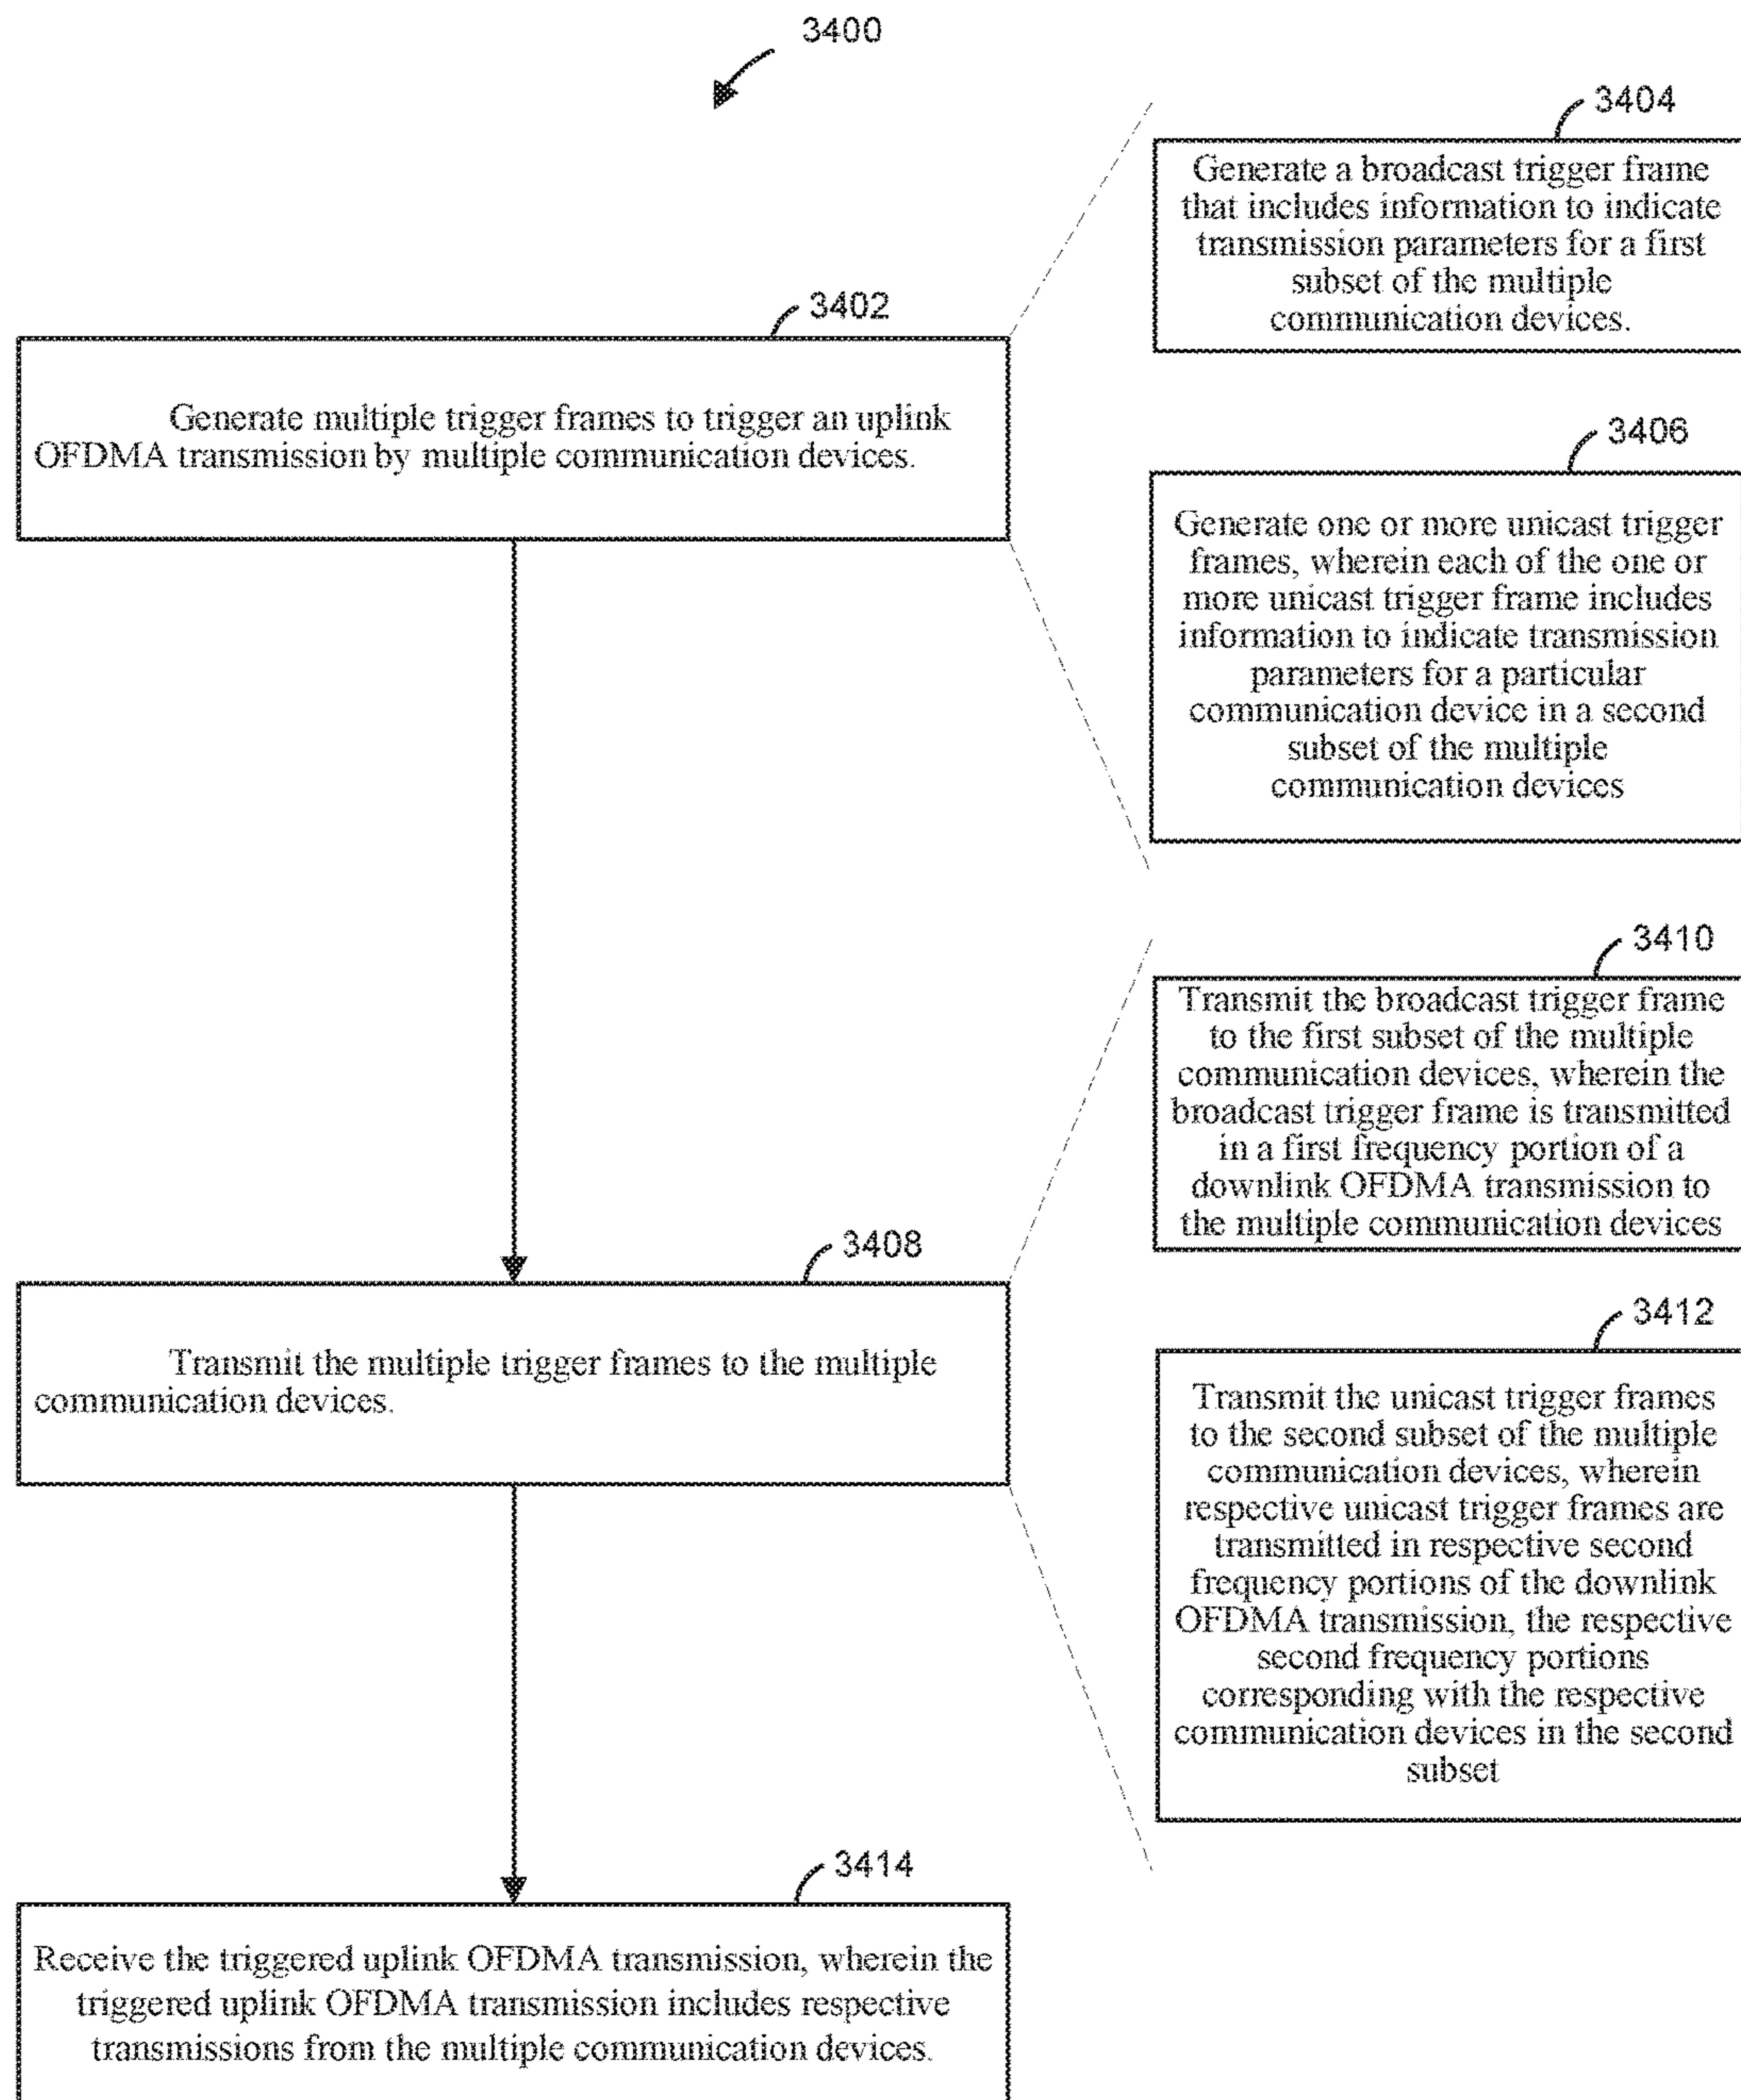 3400
3402
Generate multiple trigger frames to trigger an uplink
OFDMA transmission by multiple communication devices.
3404
Generate a broadcast trigger frame
that includes information to indicate
transmission parameters for a first
subset of the multiple
communication devices.
3406
Generate one or more unicast trigger
frames, wherein each of the one or
more unicast trigger frame includes
information to indicate transmission
parameters for a particular
communication device in a second
subset of the multiple
communication devices
3408
Transmit the multiple trigger frames to the multiple
communication devices.
3410
Transmit the broadcast trigger frame
to the first subset of the multiple
communication devices, wherein the
broadcast trigger frame is transmitted
in a first frequency portion of a
downlink OFDMA transmission to
the multiple communication devices
3412
Transmit the unicast trigger frames
to the second subset of the multiple
communication devices, wherein
respective unicast trigger frames are
transmitted in respective second
frequency portions of the downlink
OFDMA transmission, the respective
second frequency portions
corresponding with the respective
communication devices in the second
subset
3414
Receive the triggered uplink OFDMA transmission, wherein the
triggered uplink OFDMA transmission includes respective
transmissions from the multiple communication devices.